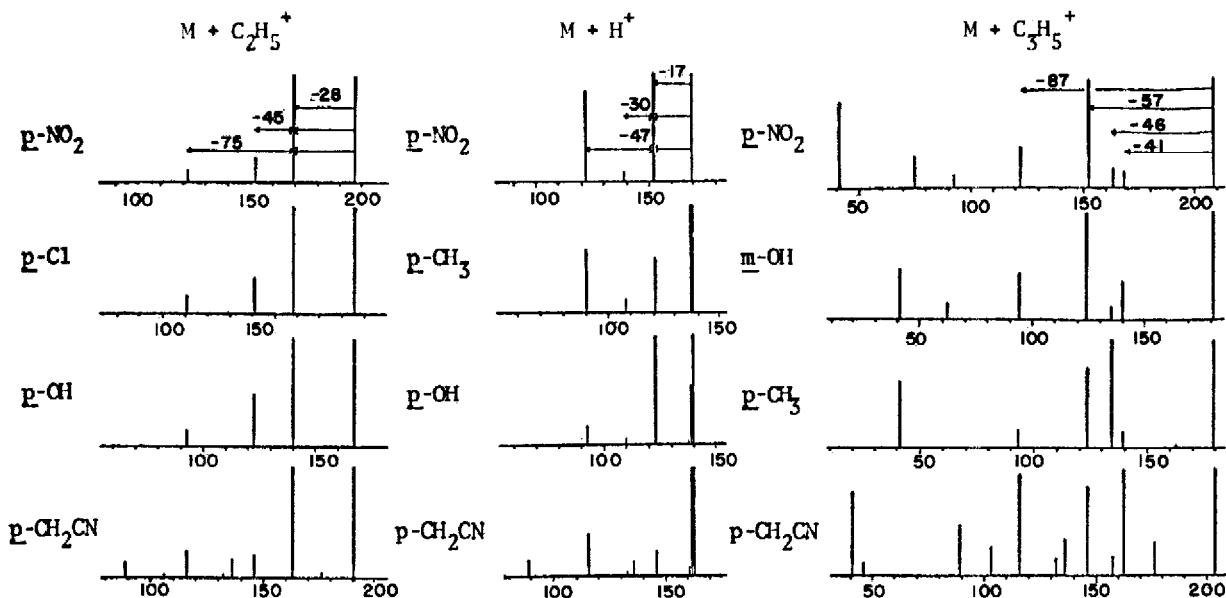 M + C2H5+ M + H+ M + C3H5+
p-NO2 -28 -45 -75
100 150 200
p-NO2 -17 -30 -47
100 150
p-NO2 -87 -57 -46 -41
50 100 150 200
p-Cl
100 150 200
p-CH3
100 150
m-OH
50 100 150
p-OH
100 150
p-OH
100 150
p-CH3
50 100 150
p-CH2CN
100 150 200
p-CH2CN
100 150
p-CH2CN
50 100 150 200